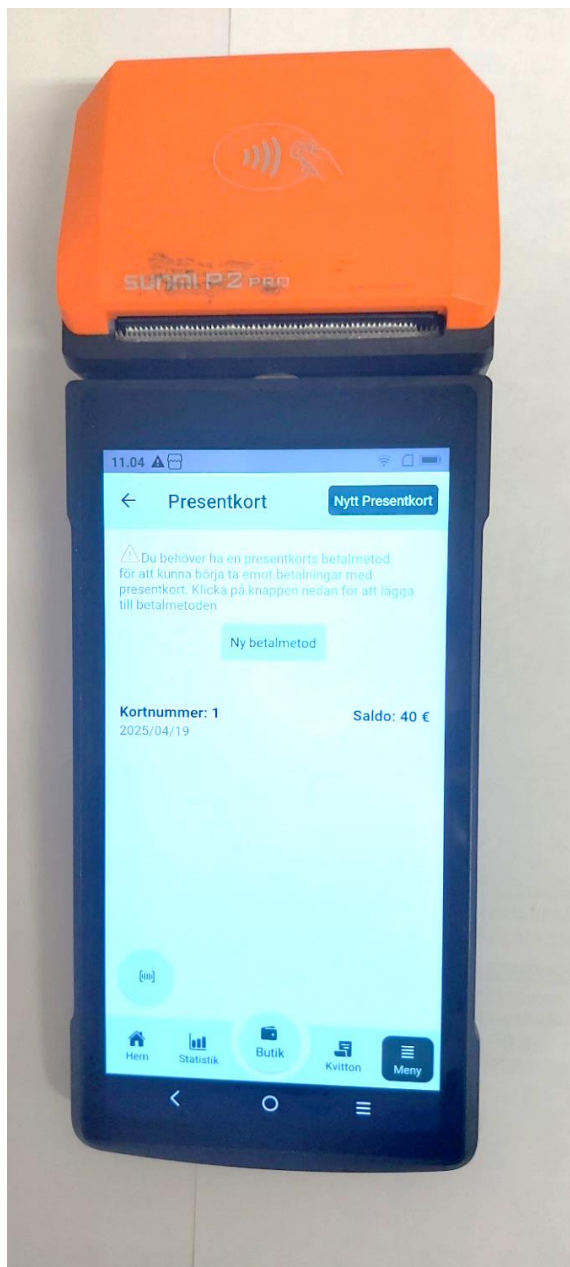 SUNMI P2 PRO
11.04
Presentkort
Nytt Presentkort
Du behöver ha en presentkorts betalmetod
för att kunna börja ta emot betalningar med
presentkort. Klicka på knappen nedan för att lägga
till betalmetoden
Ny betalmetod
Kortnummer: 1
Saldo: 40 €
2025/04/19
Hem
Statistik
Butik
Kvitton
Meny